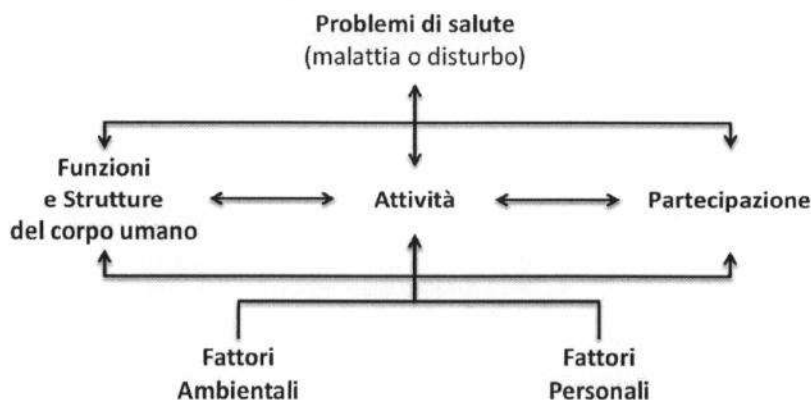 Problemi di salute
(malattia o disturbo)
Funzioni
e Strutture
del corpo umano
Attività
Partecipazione
Fattori
Ambientali
Fattori
Personali